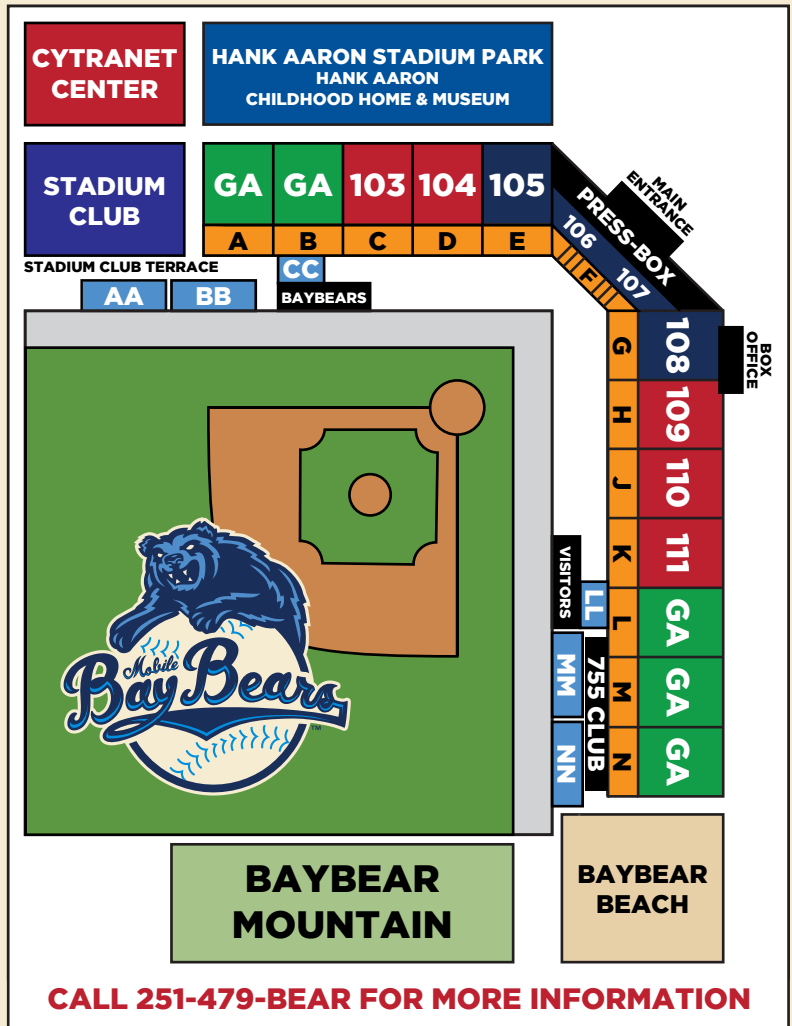 CYTRANET
CENTER
HANK AARON STADIUM PARK
HANK AARON
CHILDHOOD HOME & MUSEUM
STADIUM
CLUB
GA
GA
103
104
105
A
B
C
D
E
MAIN
ENTRANCE
PRESS-BOX
106
107
F
STADIUM CLUB TERRACE
AA
BB
CC
BAYBEARS
108
BOX
OFFICE
G
H
109
J
110
K
111
VISITORS
LL
L
GA
MM
755 CLUB
M
GA
NN
N
GA
Mobile
Bay Bears
TM
BAYBEAR
MOUNTAIN
BAYBEAR
BEACH
CALL 251-479-BEAR FOR MORE INFORMATION